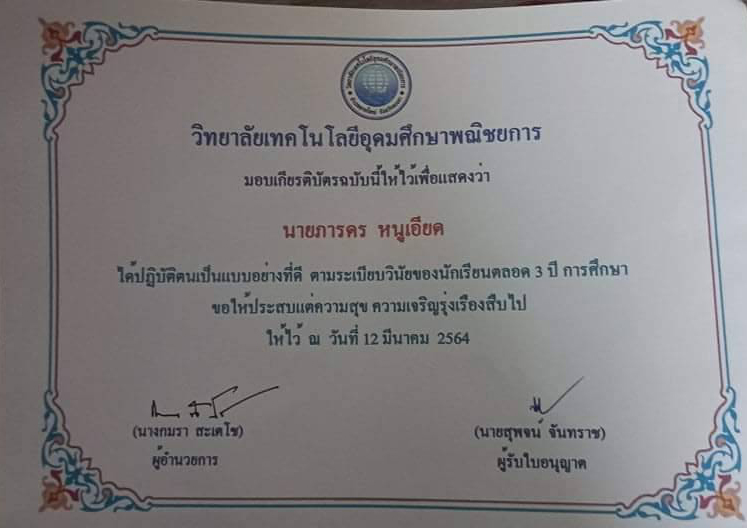 วิทยาลัยเทคโนโลยีอุดมศึกษาพณิชยการ
มอบเกียรติบัตรฉบับนี้ให้ไว้เพื่อแสดงว่า
นายภารดร หนูเอียด
ได้ปฏิบัติตนเป็นแบบอย่างที่ดี ตามระเบียบวินัยของนักเรียนตลอด 3 ปี การศึกษา
ขอให้ประสบแต่ความสุข ความเจริญรุ่งเรืองสืบไป
ให้ไว้ ณ วันที่ 12 มีนาคม 2564
(นางกมรา สะเตโช) (นายสุพจน์ จันทราช)
ผู้อำนวยการ ผู้รับใบอนุญาต